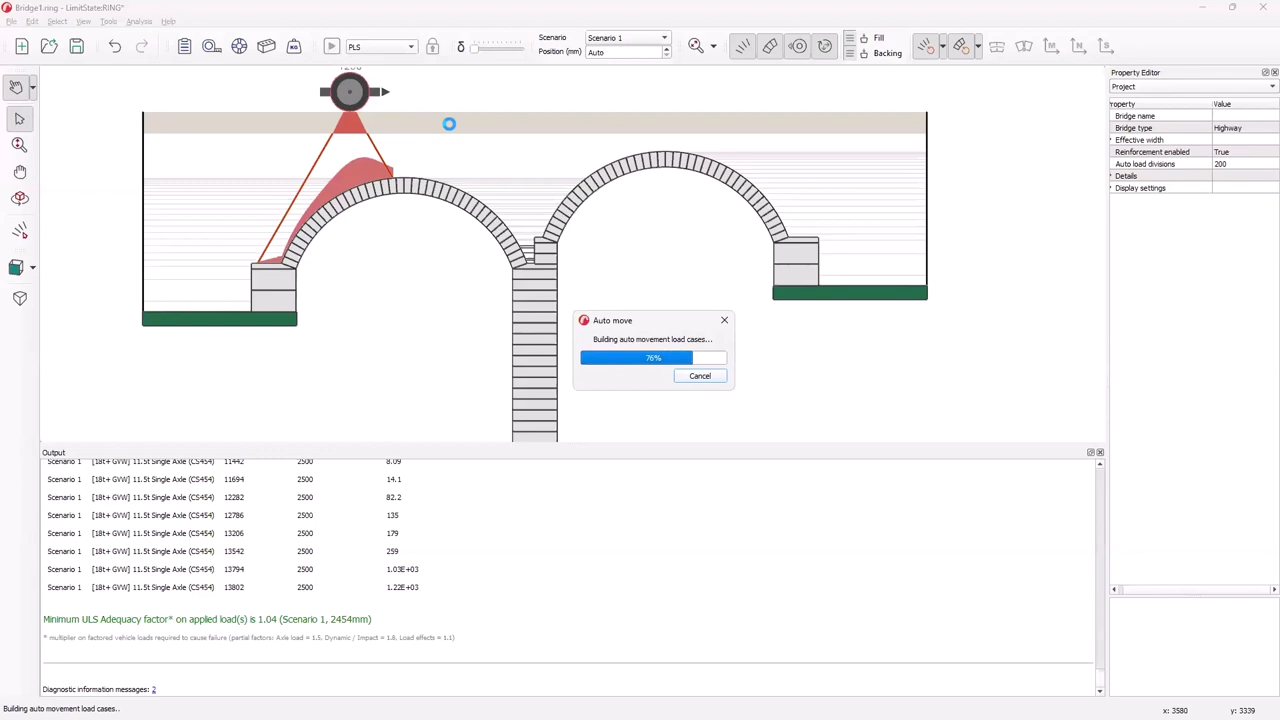 Bridge1.ring - LimitState:RING*
File Edit Select View Tools Analysis Help
PLS
δ
Scenario
Scenario 1
Position (mm)
Auto
Fill
Backing
Auto move
Building auto movement load cases...
76%
Cancel
Property Editor
Project
Value
Bridge name
Bridge type Highway
Effective width
Reinforcement enabled True
Auto load divisions 200
Details
Display settings
Output
Scenario 1 [18t+ GVW] 11.5t Single Axle (CS454) 11442 2500 8.09
Scenario 1 [18t+ GVW] 11.5t Single Axle (CS454) 11694 2500 14.1
Scenario 1 [18t+ GVW] 11.5t Single Axle (CS454) 12282 2500 82.2
Scenario 1 [18t+ GVW] 11.5t Single Axle (CS454) 12786 2500 135
Scenario 1 [18t+ GVW] 11.5t Single Axle (CS454) 13206 2500 179
Scenario 1 [18t+ GVW] 11.5t Single Axle (CS454) 13542 2500 259
Scenario 1 [18t+ GVW] 11.5t Single Axle (CS454) 13794 2500 1.03E+03
Scenario 1 [18t+ GVW] 11.5t Single Axle (CS454) 13802 2500 1.22E+03
Minimum ULS Adequacy factor* on applied load(s) is 1.04 (Scenario 1, 2454mm)
* multiplier on factored vehicle loads required to cause failure (partial factors: Axle load = 1.5, Dynamic / Impact = 1.8, Load effects = 1.1)
Diagnostic information messages: 2
Building auto movement load cases..
x: 3580 y: 3339